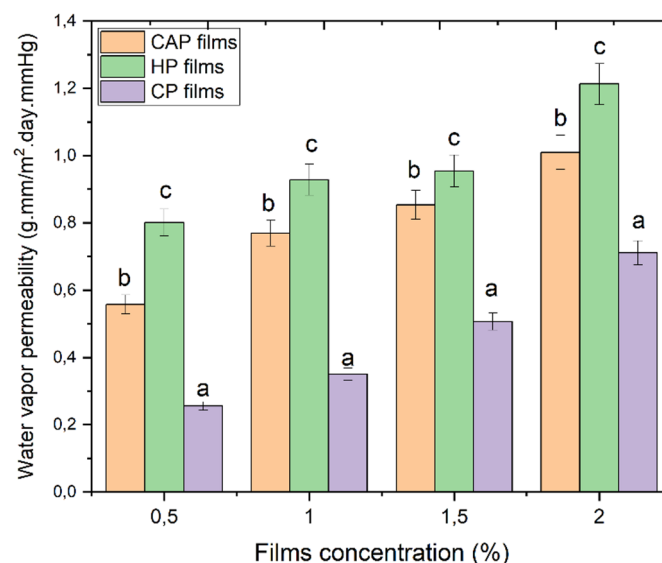 CAP films
HP films
CP films
Water vapor permeability (g.mm/m².day.mmHg)
1,4
1,2
1,0
0,8
0,6
0,4
0,2
0,0
b
c
a
b
c
a
b
c
a
b
c
a
0,5
1
1,5
2
Films concentration (%)